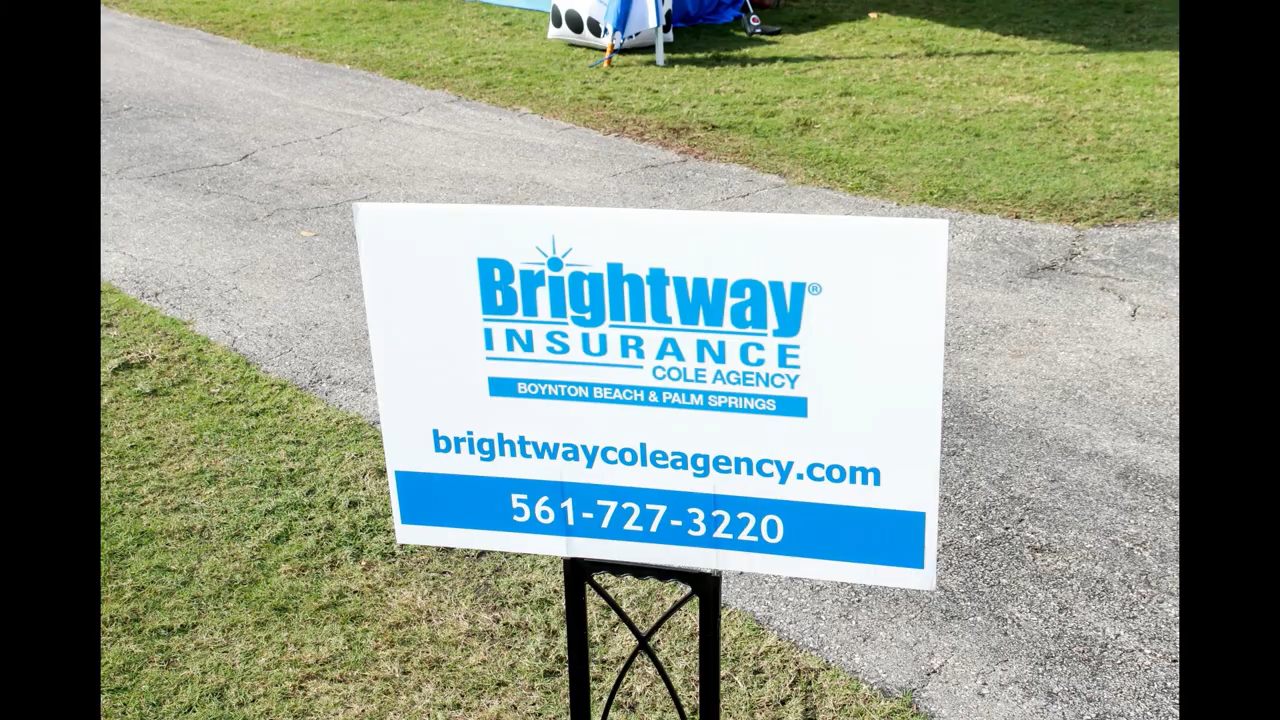 Brightway®
INSURANCE
COLE AGENCY
BOYNTON BEACH & PALM SPRINGS
brightwaycoleagency.com
561-727-3220